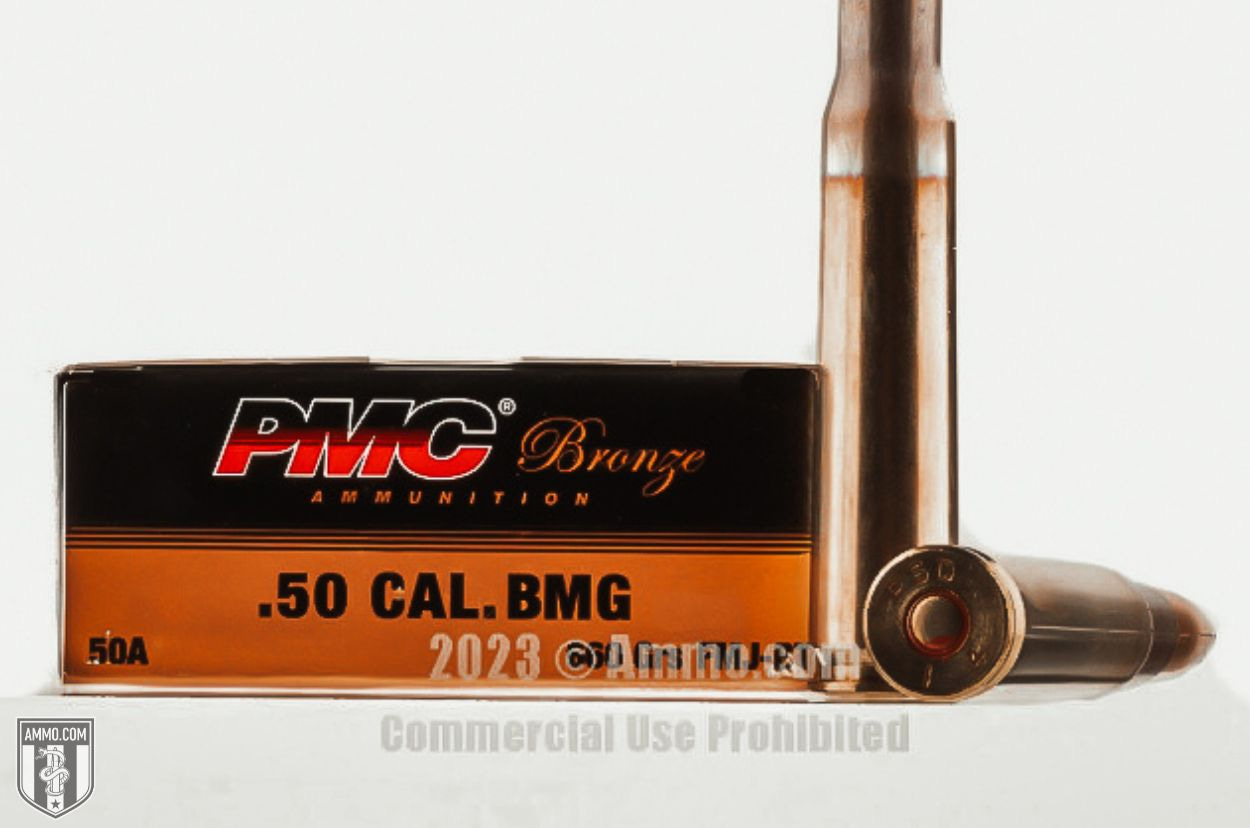 PMC® Bronze
AMMUNITION
.50 CAL. BMG
50A
2023 ©Ammo.com
Commercial Use Prohibited
AMMO.COM